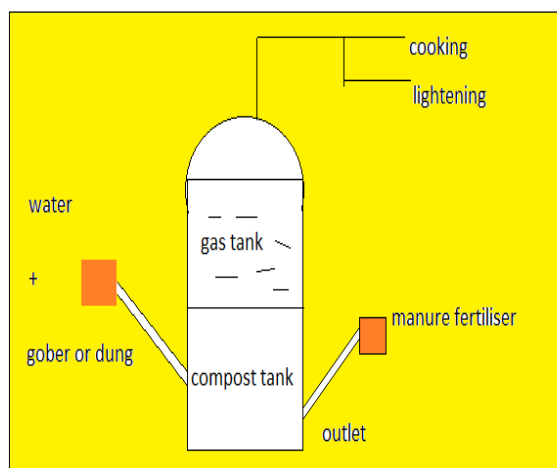 cooking
lightening
water
+
gober or dung
gas tank
compost tank
manure fertiliser
outlet